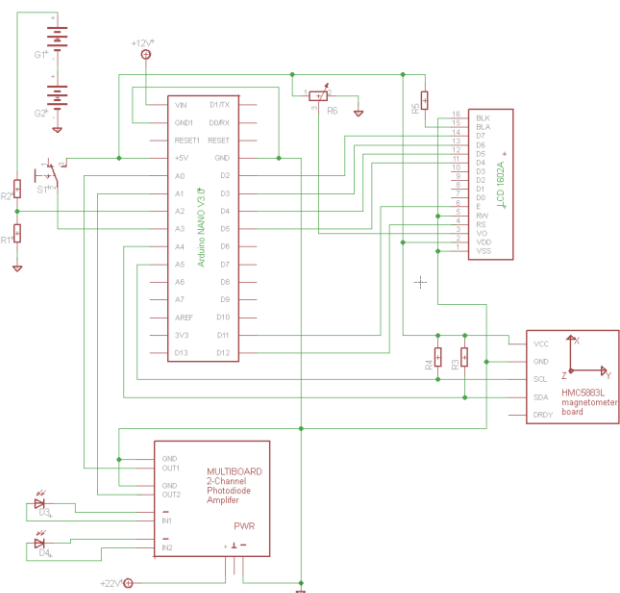 +12V
G1
G2
R2
R1
S1
1
3
2
VIN
GND1
RESET1
+5V
A0
A1
A2
A3
A4
A5
A6
A7
AREF
3V3
D13
Arduino NANO V3.0
D1/TX
D0/RX
RESET
GND
D2
D3
D4
D5
D6
D7
D8
D9
D10
D11
D12
R6
3
R5
16 BLK
15 BLA
14 D7
13 D6
12 D5
11 D4
10 D3
9 D2
8 D1
7 D0
6 E
5 RW
4 RS
3 VO
2 VDD
1 VSS
LCD 1602A
R4
R3
VCC
GND
SCL
SDA
DRDY
X
Y
Z
HMC5883L
magnetometer
board
GND
OUT1
GND
OUT2
IN1
IN2
MULTIBOARD
2-Channel
Photodiode
Amplifer
PWR
+ ⊥ −
D3
D4
+22V